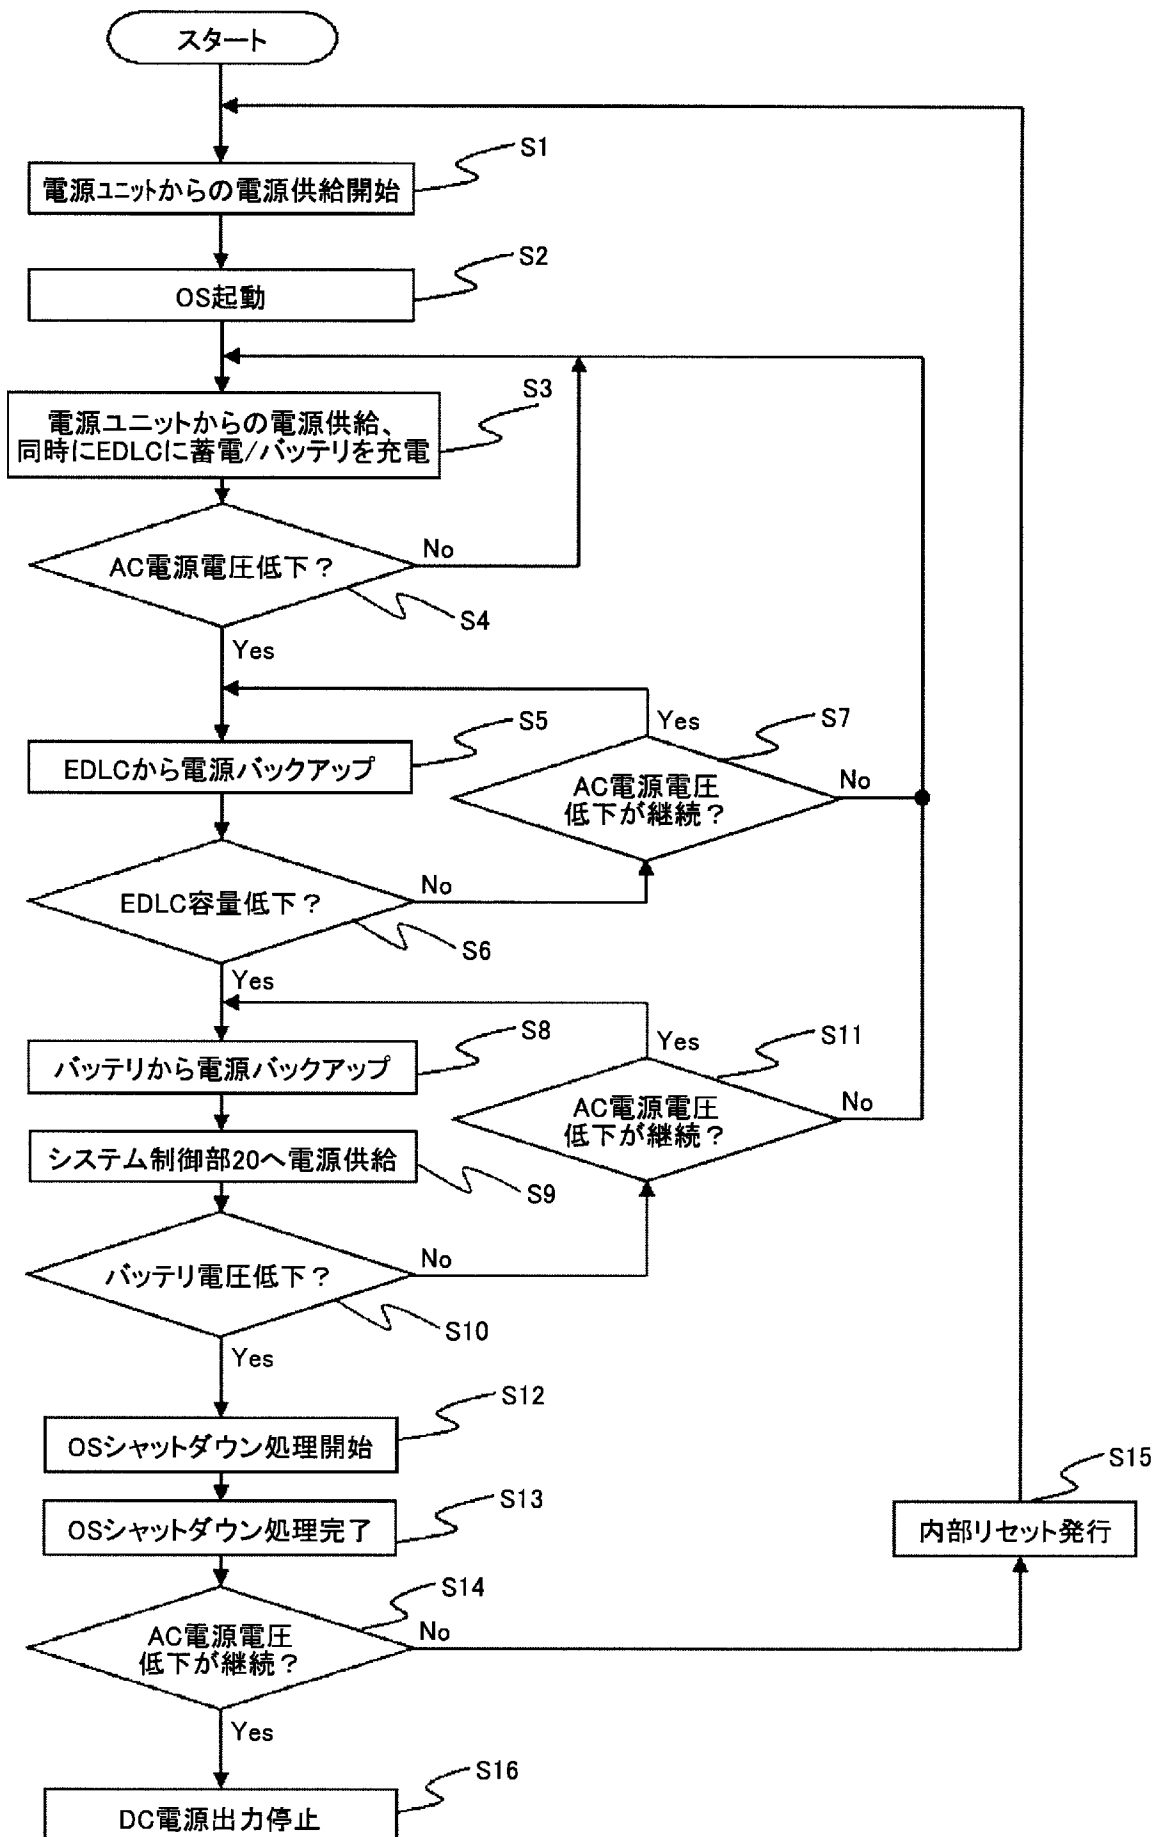 スタート
S1
電源ユニットからの電源供給開始
S2
OS起動
S3
電源ユニットからの電源供給、
同時にEDLCに蓄電/バッテリを充電
AC電源電圧低下？
No
S4
Yes
S5
EDLCから電源バックアップ
Yes
S7
AC電源電圧
低下が継続？
No
EDLC容量低下？
No
S6
Yes
S8
バッテリから電源バックアップ
Yes
S11
AC電源電圧
低下が継続？
No
システム制御部20へ電源供給
S9
バッテリ電圧低下？
No
S10
Yes
S12
OSシャットダウン処理開始
S13
OSシャットダウン処理完了
S15
内部リセット発行
S14
AC電源電圧
低下が継続？
No
Yes
S16
DC電源出力停止